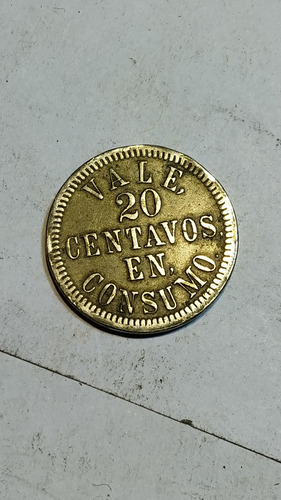 VALE,
20
CENTAVOS.
EN,
CONSUMO.